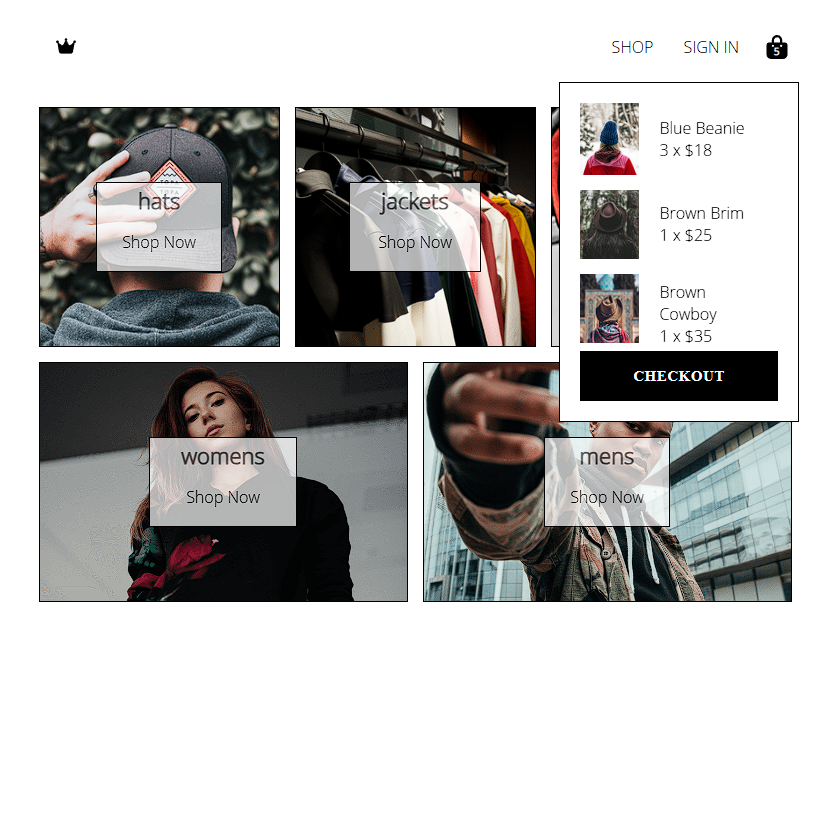 SHOP
SIGN IN
5
Blue Beanie
3 x $18
Brown Brim
1 x $25
Brown
Cowboy
1 x $35
CHECKOUT
hats
Shop Now
jackets
Shop Now
womens
Shop Now
mens
Shop Now